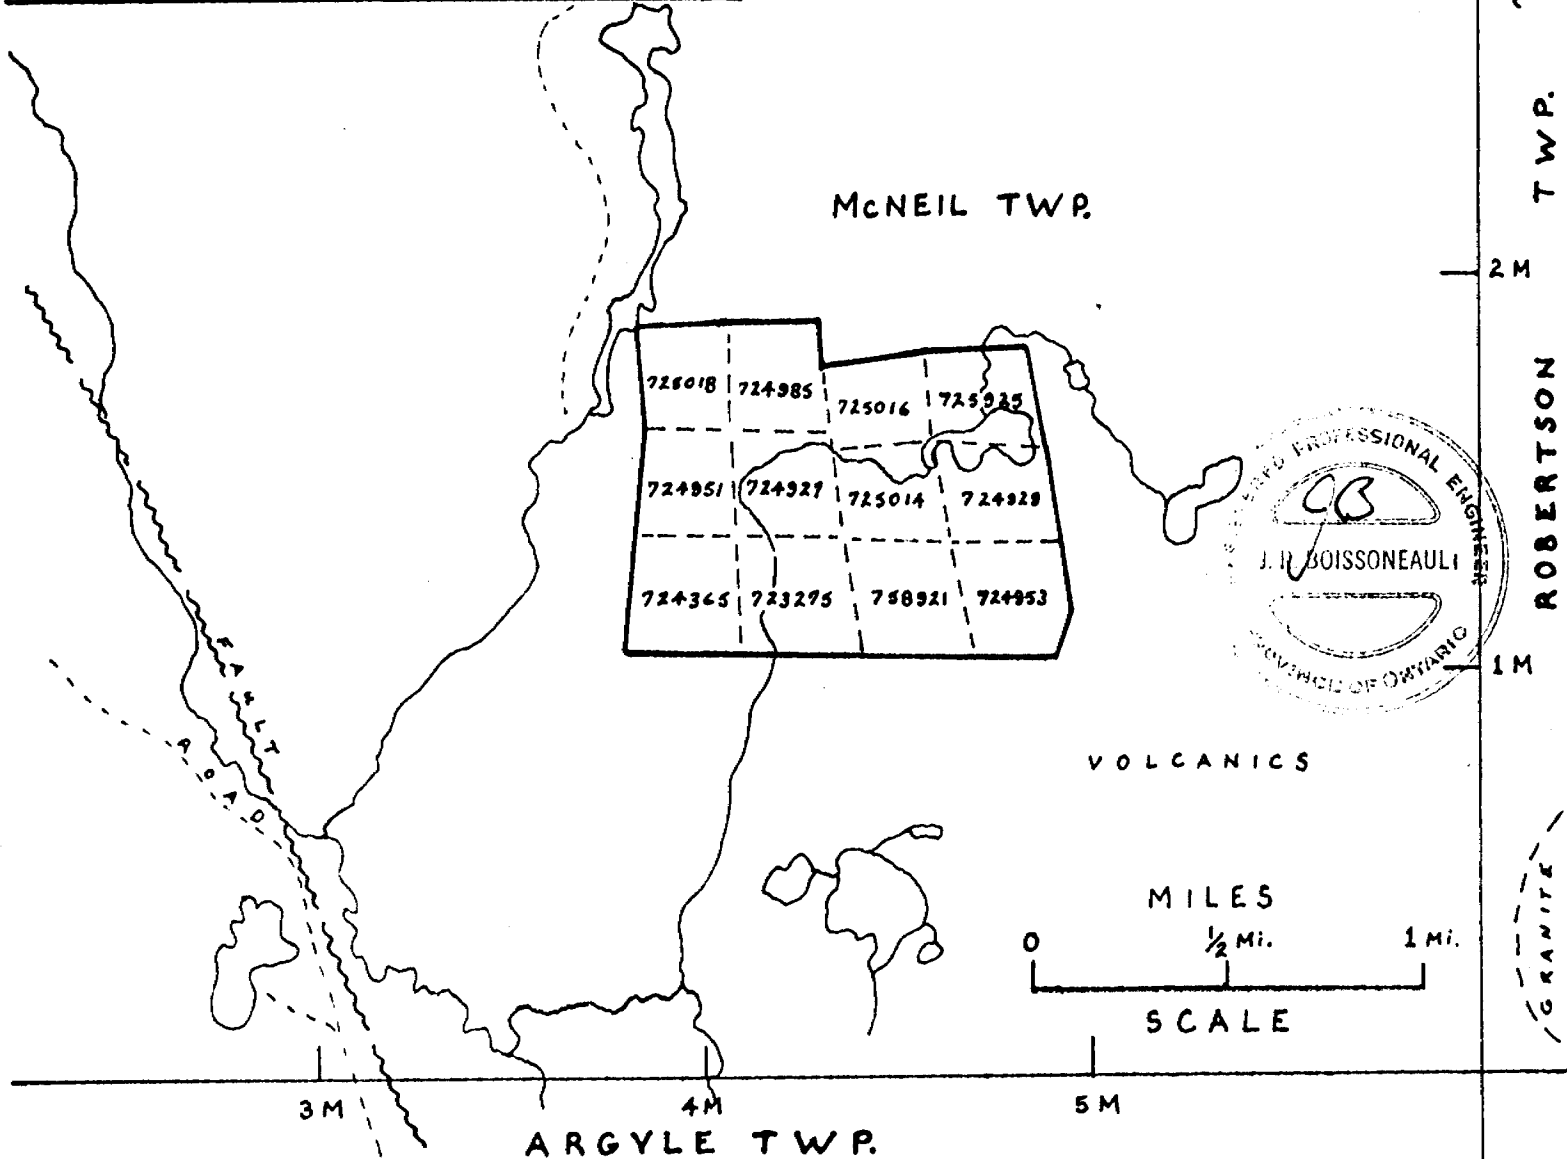 McNEIL TWP.
ROBERTSON TWP.
2 M
725018 724985 725016 725925
724951 724927 725014 724929
724365 723275 758921 724953
PROFESSIONAL ENGINEER
BOISSONEAULT
PROVINCE OF ONTARIO
1 M
FAULT
ROAD
VOLCANICS
GRANITE
MILES
0 ½ Mi. 1 Mi.
SCALE
3 M 4 M 5 M
ARGYLE TWP.